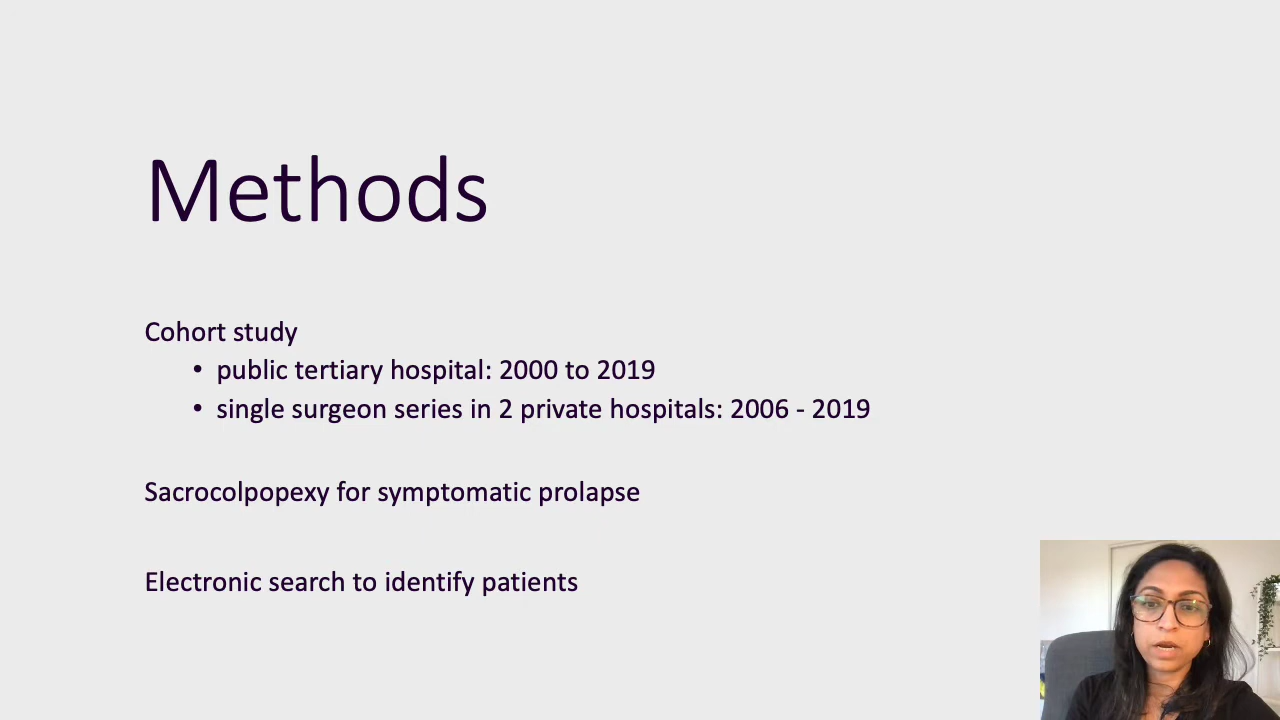 Methods
Cohort study
• public tertiary hospital: 2000 to 2019
• single surgeon series in 2 private hospitals: 2006 - 2019
Sacrocolpopexy for symptomatic prolapse
Electronic search to identify patients